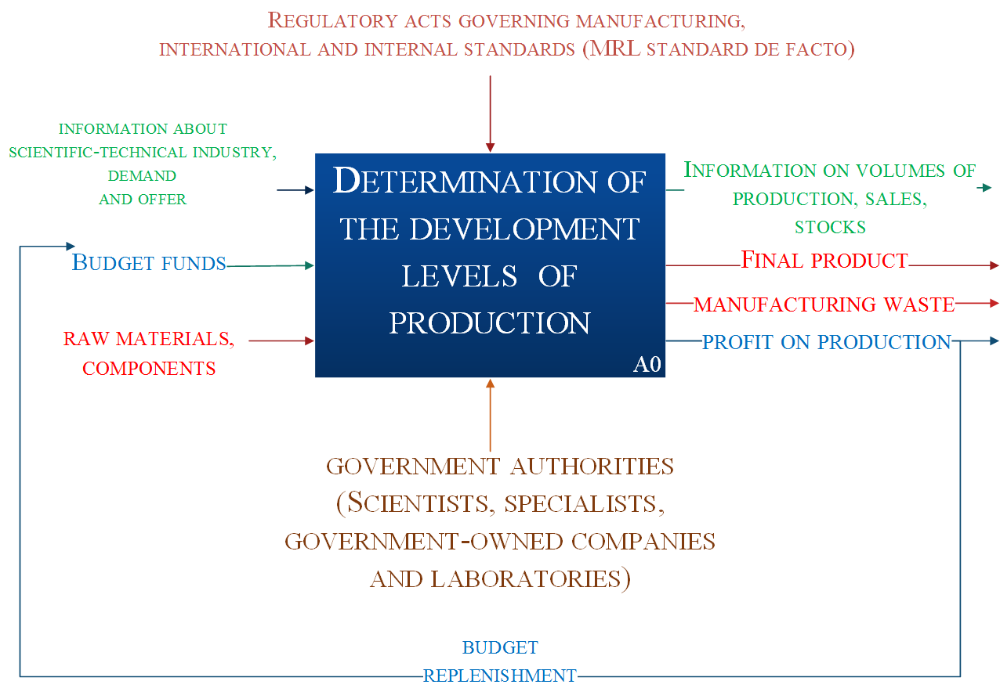 Regulatory acts governing manufacturing,
international and internal standards (MRL standard de facto)
information about
scientific-technical industry,
demand
and offer
Budget funds
raw materials,
components
Determination of
the development
levels of
production
A0
Information on volumes of
production, sales,
stocks
Final product
manufacturing waste
profit on production
government authorities
(Scientists, specialists,
government-owned companies
and laboratories)
budget
replenishment